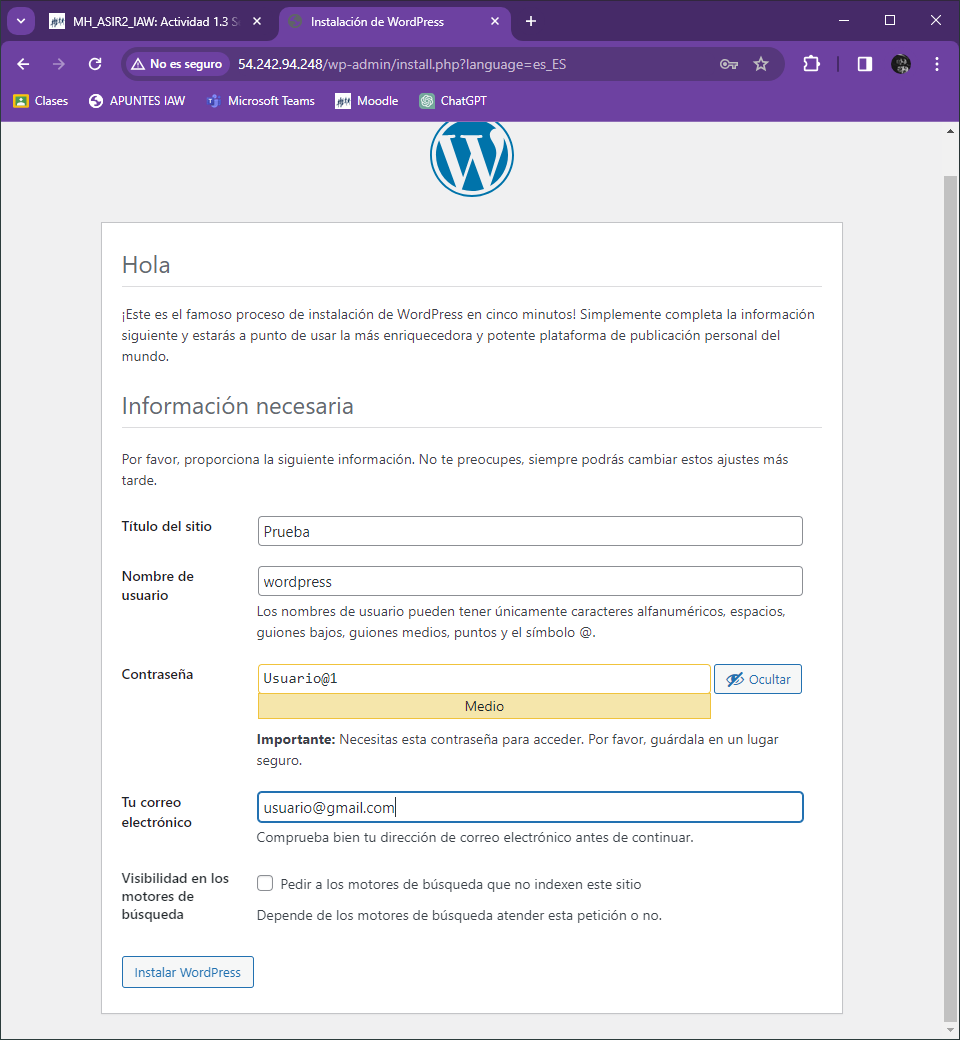 MH_ASIR2_IAW: Actividad 1.3 S
Instalación de WordPress
No es seguro
54.242.94.248/wp-admin/install.php?language=es_ES
Clases
APUNTES IAW
Microsoft Teams
Moodle
ChatGPT
Hola
¡Este es el famoso proceso de instalación de WordPress en cinco minutos! Simplemente completa la información
siguiente y estarás a punto de usar la más enriquecedora y potente plataforma de publicación personal del
mundo.
Información necesaria
Por favor, proporciona la siguiente información. No te preocupes, siempre podrás cambiar estos ajustes más
tarde.
Título del sitio
Prueba
Nombre de
usuario
wordpress
Los nombres de usuario pueden tener únicamente caracteres alfanuméricos, espacios,
guiones bajos, guiones medios, puntos y el símbolo @.
Contraseña
Usuario@1
Ocultar
Medio
Importante: Necesitas esta contraseña para acceder. Por favor, guárdala en un lugar
seguro.
Tu correo
electrónico
usuario@gmail.com
Comprueba bien tu dirección de correo electrónico antes de continuar.
Visibilidad en los
motores de
búsqueda
Pedir a los motores de búsqueda que no indexen este sitio
Depende de los motores de búsqueda atender esta petición o no.
Instalar WordPress